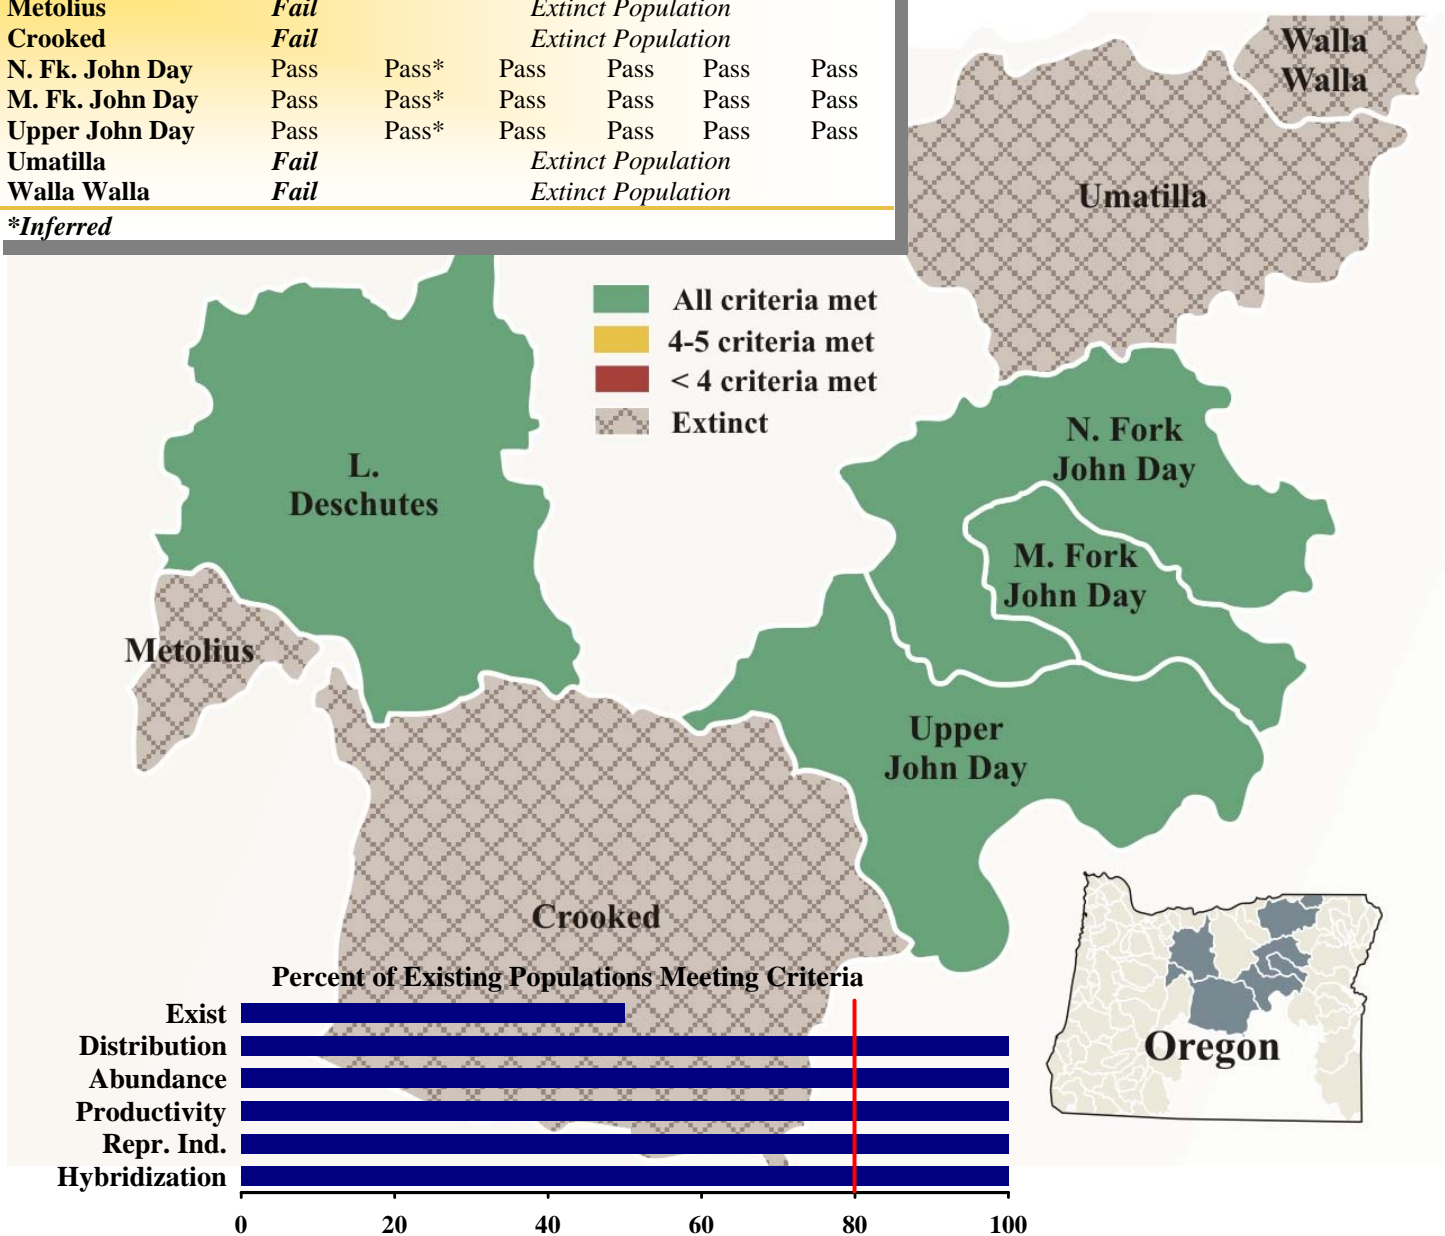 Metolius Fail Extinct Population
Crooked Fail Extinct Population
N. Fk. John Day Pass Pass* Pass Pass Pass Pass
M. Fk. John Day Pass Pass* Pass Pass Pass Pass
Upper John Day Pass Pass* Pass Pass Pass Pass
Umatilla Fail Extinct Population
Walla Walla Fail Extinct Population
*Inferred
Walla
Walla
Umatilla
All criteria met
4-5 criteria met
< 4 criteria met
Extinct
N. Fork
John Day
L.
Deschutes
M. Fork
John Day
Metolius
Upper
John Day
Crooked
Oregon
Percent of Existing Populations Meeting Criteria
Exist
Distribution
Abundance
Productivity
Repr. Ind.
Hybridization
0 20 40 60 80 100